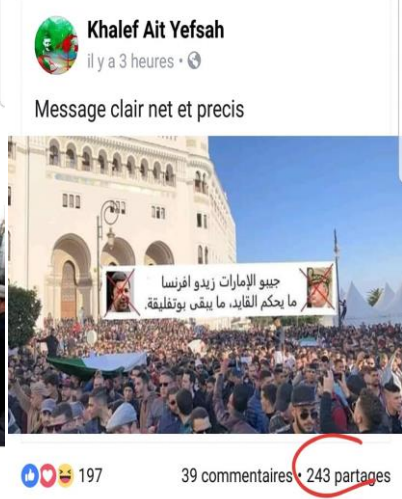 Khalef Ait Yefsah
il y a 3 heures ·
Message clair net et precis
جيبو الإمارات زيدو افرنسا
ما يحكم القايد، ما يبقى بوتفليقة.
197
39 commentaires · 243 partages